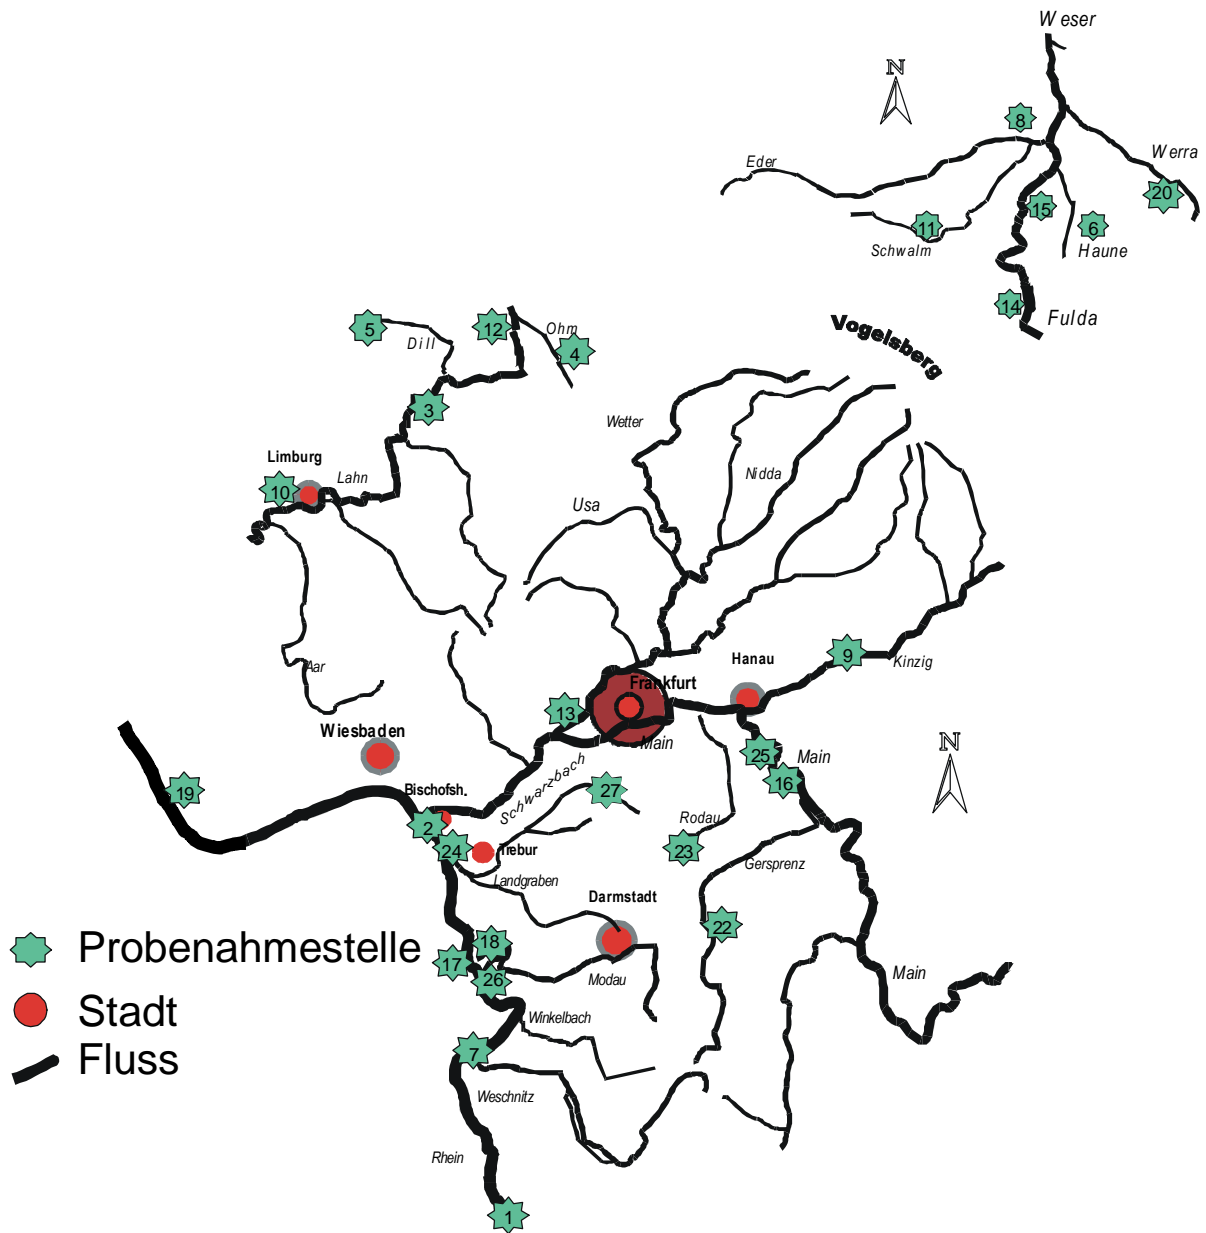 Weser
N
8
Eder
Werra
20
15
11
6
Schwalm
Haune
14
Fulda
Vogelsberg
5
12
Ohm
Dill
4
3
Wetter
Limburg
Lahn
10
Nidda
Usa
Hanau
9
Kinzig
Aar
Frankfurt
13
Wiesbaden
Main
N
25
Main
16
19
Bischofsh.
Schwarzbach
27
2
Rodau
24
Trebur
23
Gersprenz
Landgraben
Darmstadt
22
Probenahmestelle
18
17
26
Modau
Main
Stadt
Winkelbach
Fluss
7
Weschnitz
Rhein
1